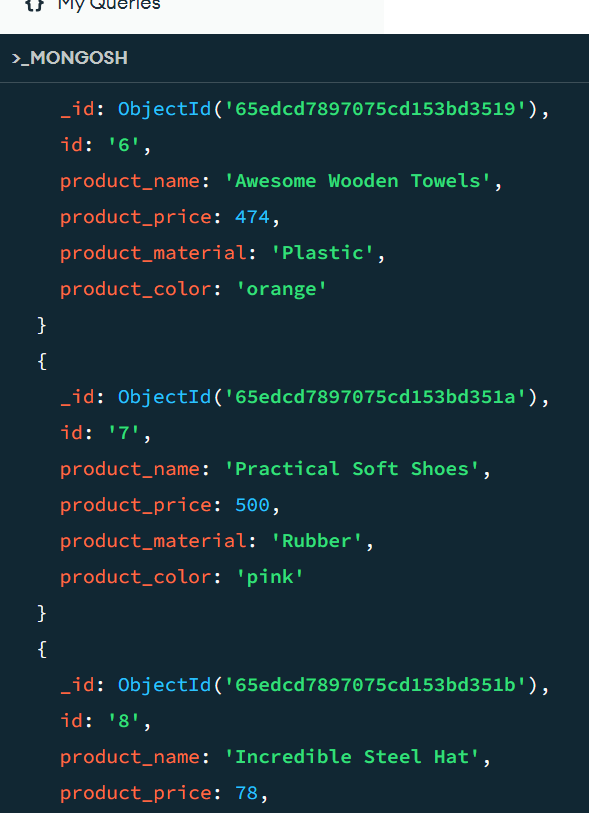 {} My Queries
>_MONGOSH
_id: ObjectId('65edcd7897075cd153bd3519'),
id: '6',
product_name: 'Awesome Wooden Towels',
product_price: 474,
product_material: 'Plastic',
product_color: 'orange'
}
{
_id: ObjectId('65edcd7897075cd153bd351a'),
id: '7',
product_name: 'Practical Soft Shoes',
product_price: 500,
product_material: 'Rubber',
product_color: 'pink'
}
{
_id: ObjectId('65edcd7897075cd153bd351b'),
id: '8',
product_name: 'Incredible Steel Hat',
product_price: 78,